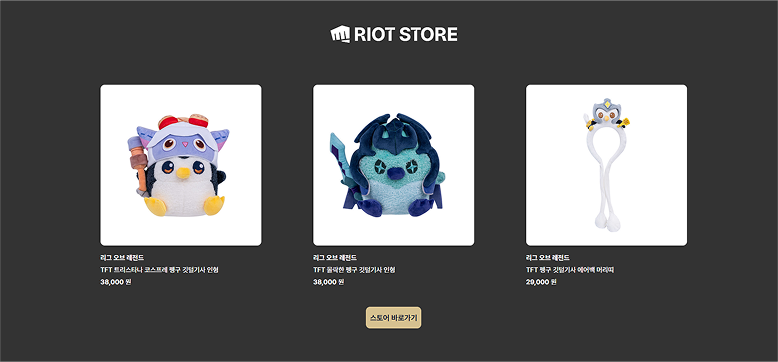 RIOT STORE
리그 오브 레전드
TFT 트리스타나 코스프레 펭구 깃털기사 인형
38,000 원
리그 오브 레전드
TFT 몰락한 펭구 깃털기사 인형
38,000 원
리그 오브 레전드
TFT 펭구 깃털기사 에어백 머리띠
29,000 원
스토어 바로가기